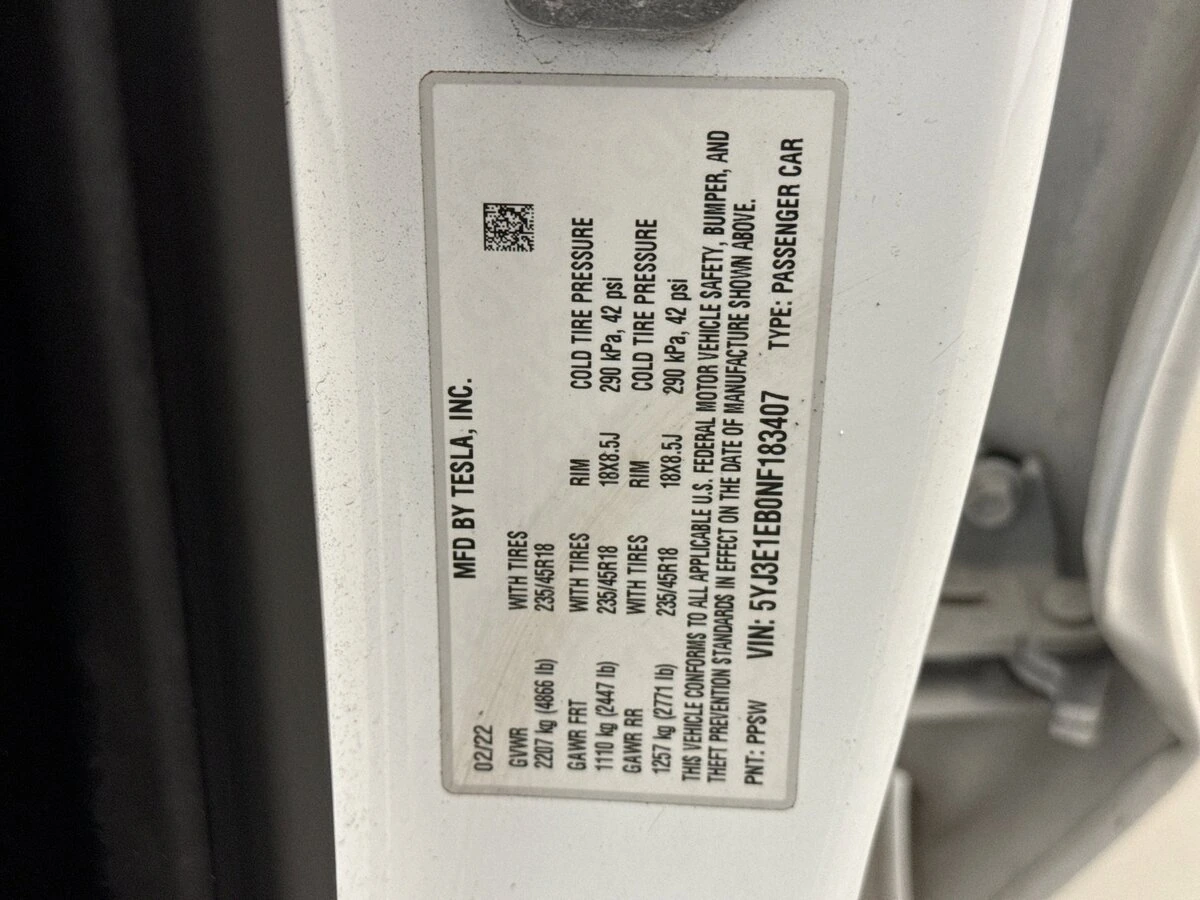 MFD BY TESLA, INC.
02/22
GVWR WITH TIRES
2207 kg (4866 lb) 235/45R18
GAWR FRT WITH TIRES RIM COLD TIRE PRESSURE
1110 kg (2447 lb) 235/45R18 18X8.5J 290 kPa, 42 psi
GAWR RR WITH TIRES RIM COLD TIRE PRESSURE
1257 kg (2771 lb) 235/45R18 18X8.5J 290 kPa, 42 psi
THIS VEHICLE CONFORMS TO ALL APPLICABLE U.S. FEDERAL MOTOR VEHICLE SAFETY, BUMPER, AND
THEFT PREVENTION STANDARDS IN EFFECT ON THE DATE OF MANUFACTURE SHOWN ABOVE.
PNT: PPSW VIN: 5YJ3E1EB0NF183407 TYPE: PASSENGER CAR